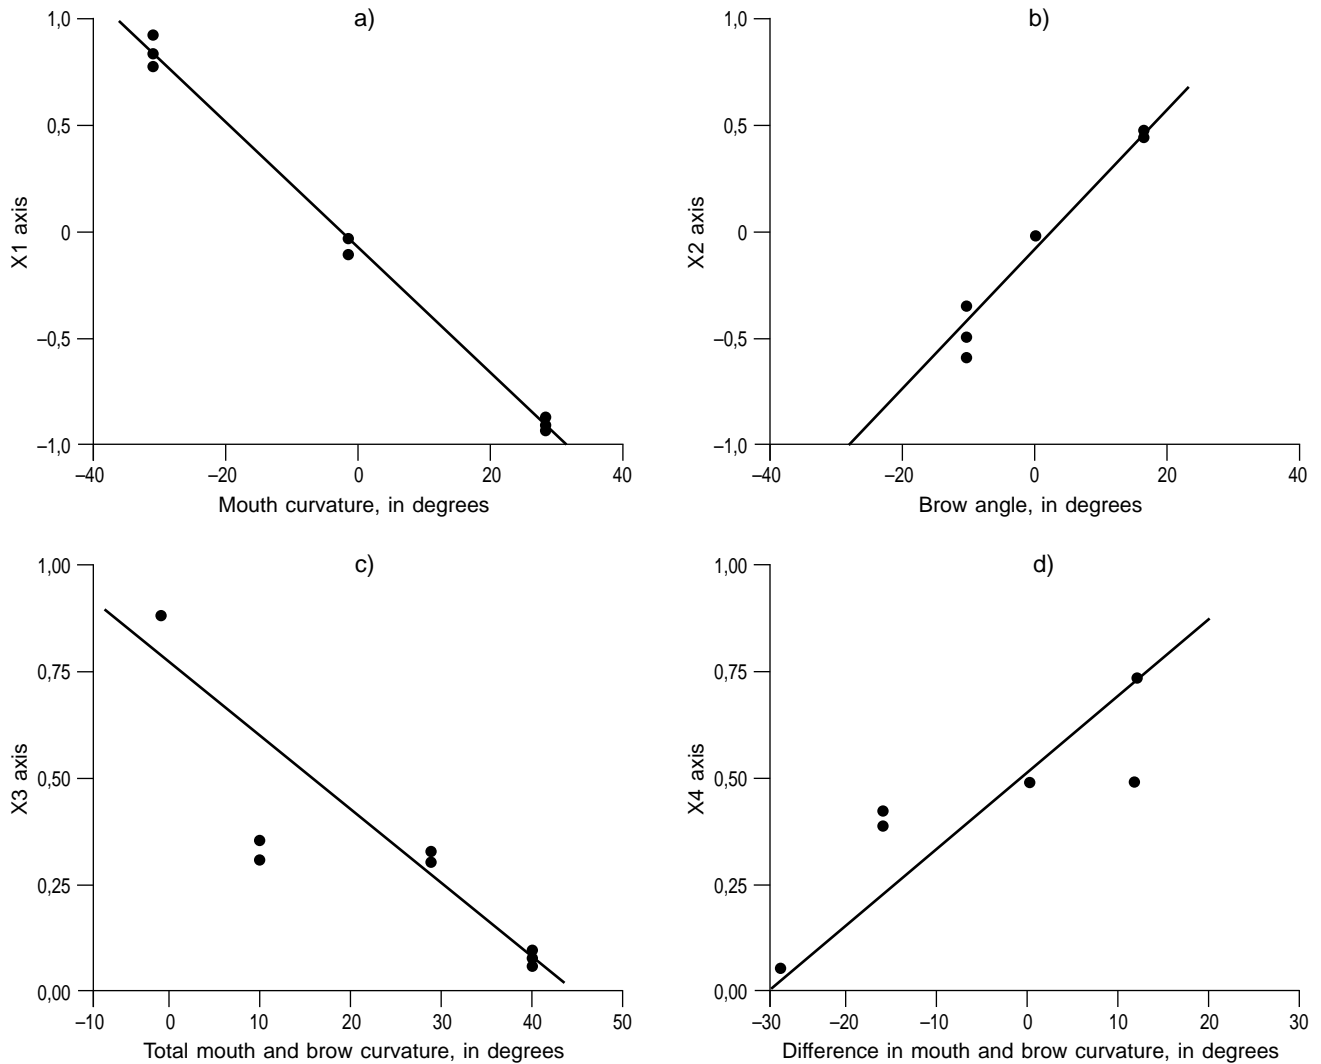 a)
1,0
0,5
0
–0,5
–1,0
X1 axis
–40 –20 0 20 40
Mouth curvature, in degrees
b)
1,0
0,5
0
–0,5
–1,0
X2 axis
–40 –20 0 20 40
Brow angle, in degrees
c)
1,00
0,75
0,50
0,25
0,00
X3 axis
–10 0 10 20 30 40 50
Total mouth and brow curvature, in degrees
d)
1,00
0,75
0,50
0,25
0,00
X4 axis
–30 –20 –10 0 10 20 30
Difference in mouth and brow curvature, in degrees